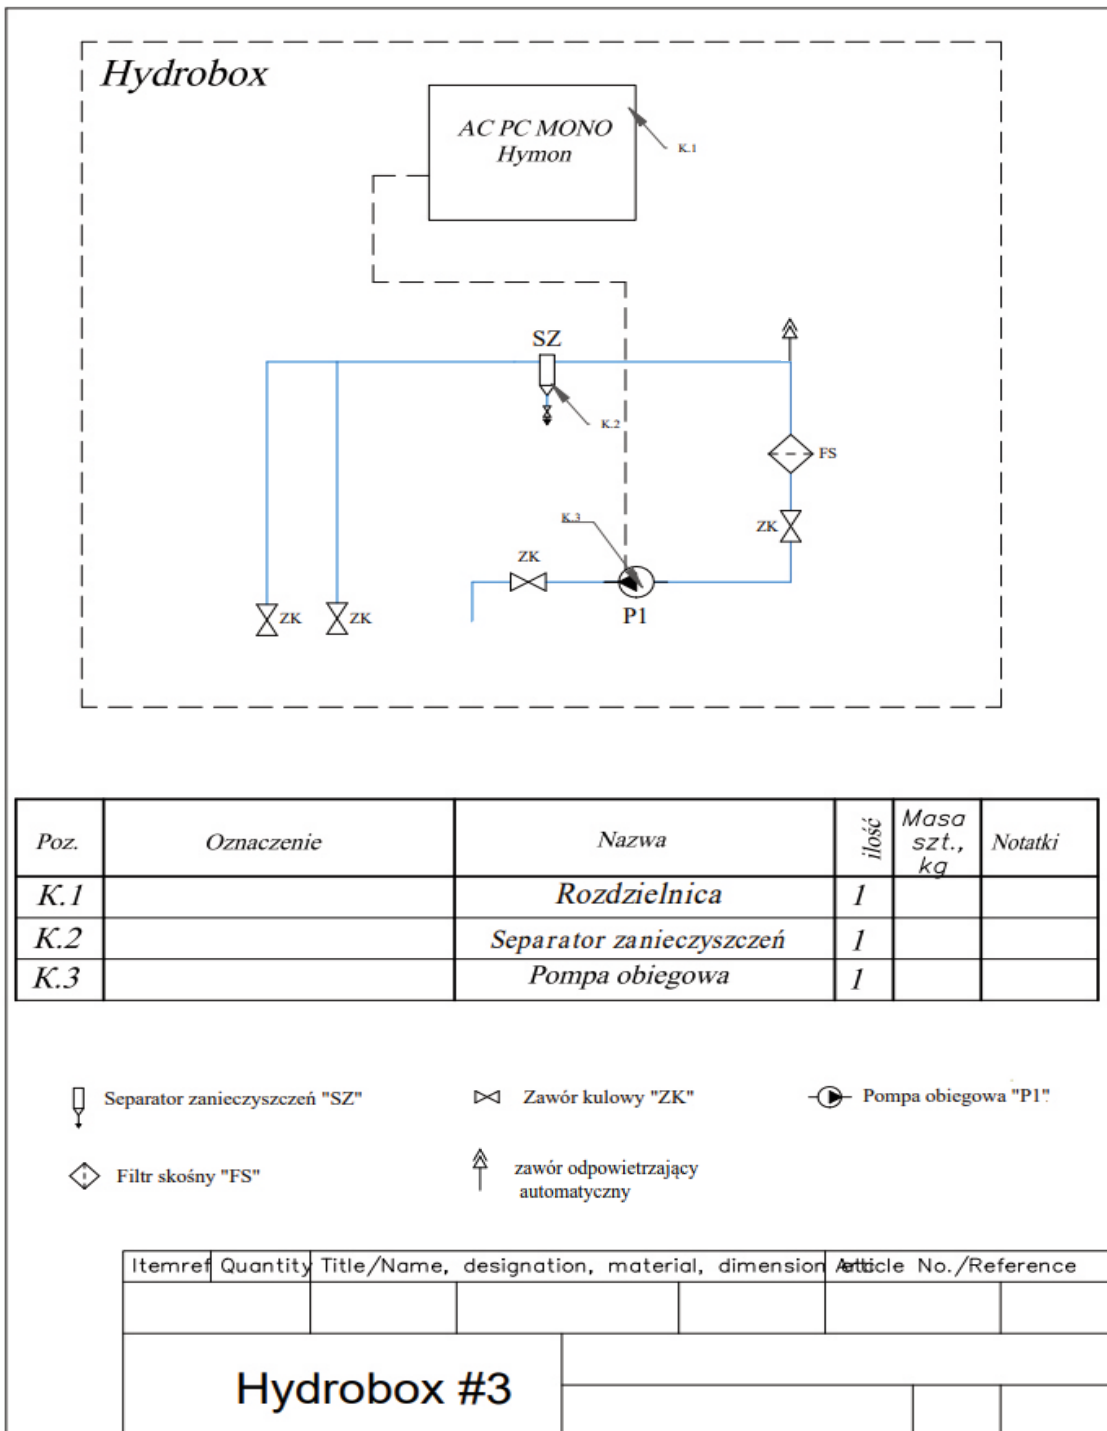 Hydrobox
AC PC MONO
Hymon
K.1
SZ
K.2
FS
K.3
ZK
ZK
ZK
ZK
P1
Poz.
Oznaczenie
Nazwa
ilość
Masa
szt.,
kg
Notatki
K.1
Rozdzielnica
1
K.2
Separator zanieczyszczeń
1
K.3
Pompa obiegowa
1
Separator zanieczyszczeń "SZ"
Zawór kulowy "ZK"
Pompa obiegowa "P1"
Filtr skośny "FS"
zawór odpowietrzający
automatyczny
Itemref
Quantity
Title/Name, designation, material, dimension etc
Article No./Reference
Hydrobox #3